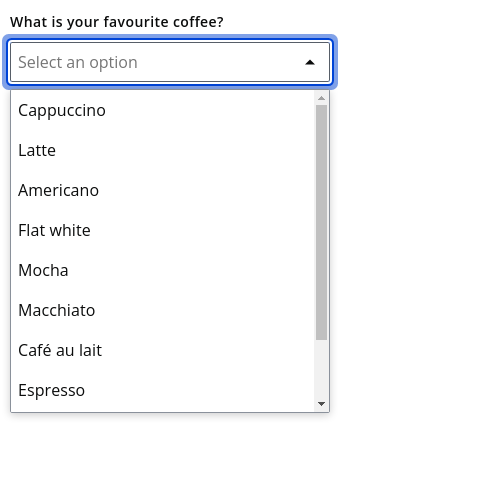 What is your favourite coffee?
Select an option
Cappuccino
Latte
Americano
Flat white
Mocha
Macchiato
Café au lait
Espresso